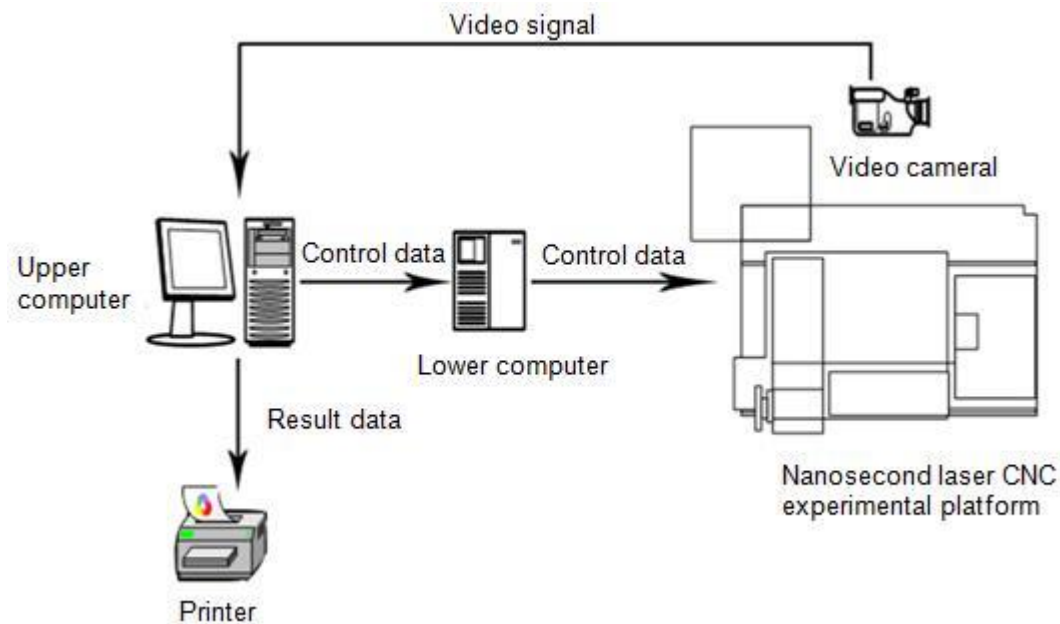 Video signal
Video cameral
Upper
computer
Control data
Control data
Lower computer
Result data
Nanosecond laser CNC
experimental platform
Printer